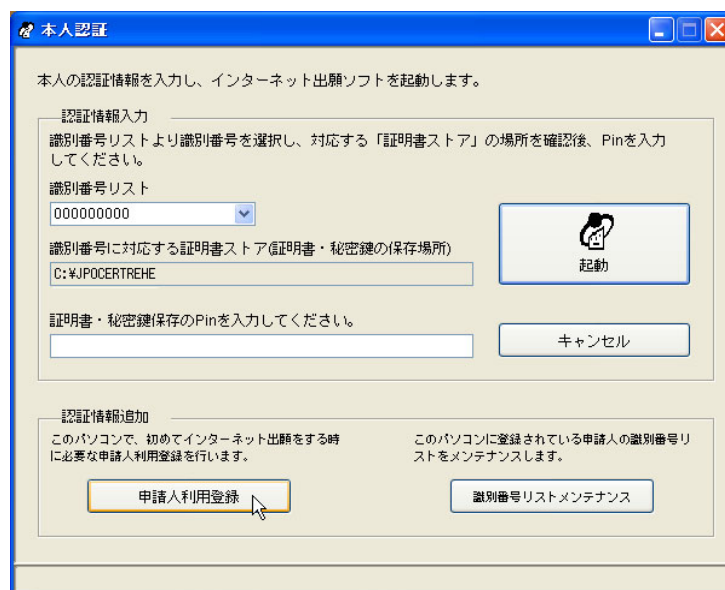 本人認証
本人の認証情報を入力し、インターネット出願ソフトを起動します。
認証情報入力
識別番号リストより識別番号を選択し、対応する「証明書ストア」の場所を確認後、Pinを入力
してください。
識別番号リスト
000000000
識別番号に対応する証明書ストア(証明書・秘密鍵の保存場所)
C:¥JPOCERTREHE
起動
証明書・秘密鍵保存のPinを入力してください。
キャンセル
認証情報追加
このパソコンで、初めてインターネット出願をする時
に必要な申請人利用登録を行います。
申請人利用登録
このパソコンに登録されている申請人の識別番号リ
ストをメンテナンスします。
識別番号リストメンテナンス